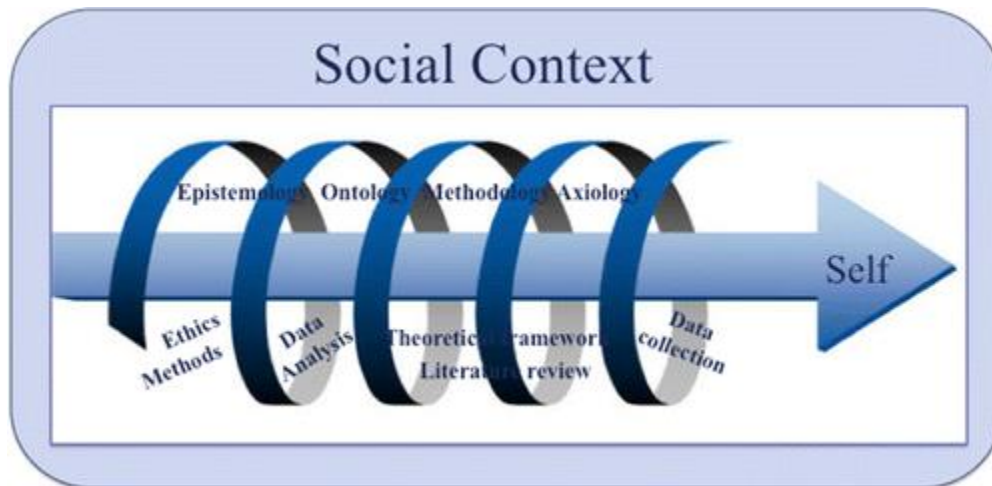 Social Context
Epistemology Ontology Methodology Axiology
Self
Ethics
Methods
Data
Analysis
Theoretical framework
Literature review
Data
collection